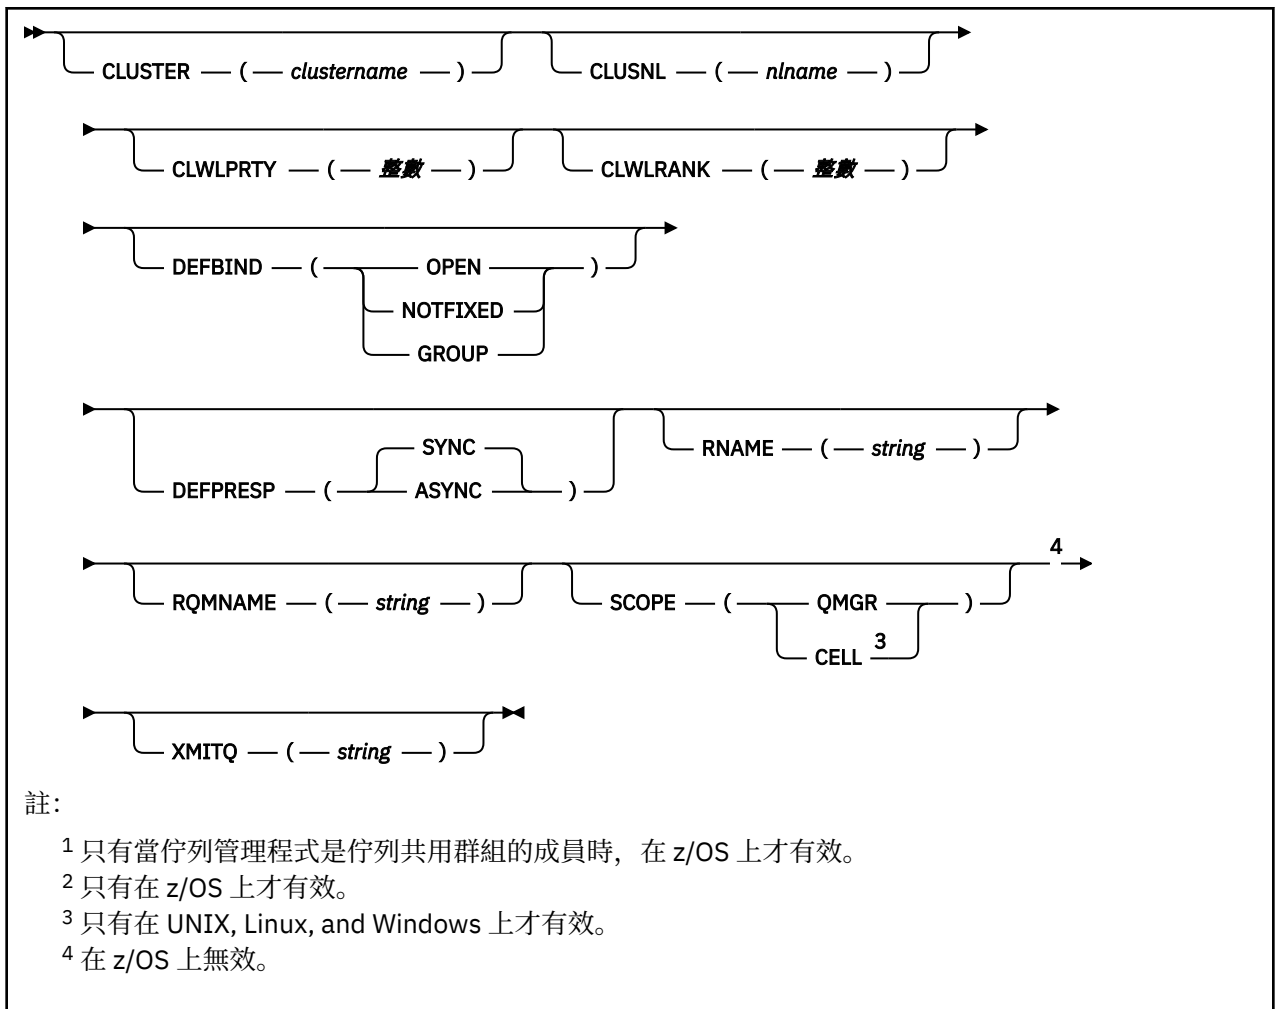 CLUSTER ( clustername ) CLUSNL ( nlname )
CLWLPRTY ( 整數 ) CLWLRANK ( 整數 )
DEFBIND ( OPEN )
NOTFIXED
GROUP
SYNC RNAME ( string )
DEFPRESP ( ASYNC )
4
RQMNAME ( string ) SCOPE ( QMGR )
CELL 3
XMITQ ( string )
註:
1 只有當佇列管理程式是佇列共用群組的成員時，在 z/OS 上才有效。
2 只有在 z/OS 上才有效。
3 只有在 UNIX, Linux, and Windows 上才有效。
4 在 z/OS 上無效。